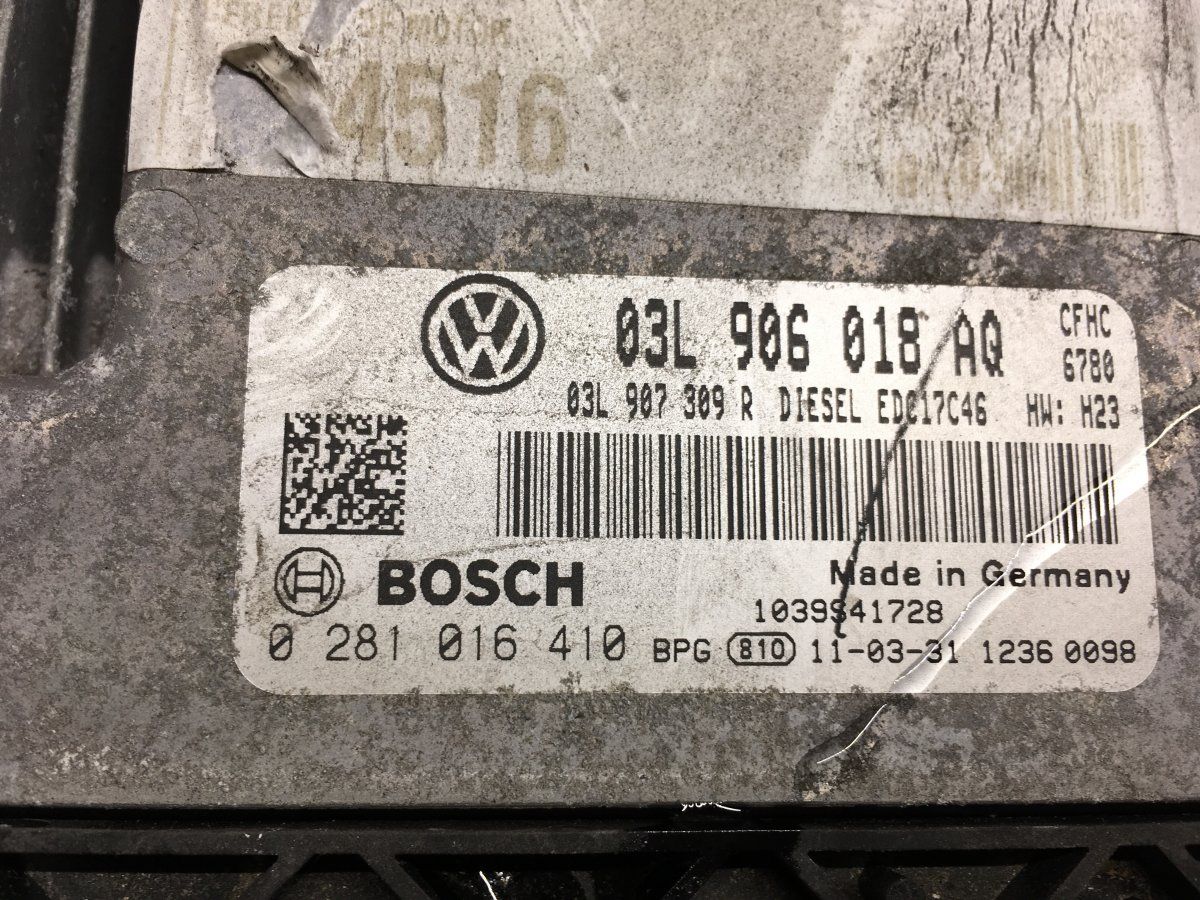 MOTOR
4516
03L 906 018 AQ
CFHC
6780
03L 907 309 R DIESEL EDC17C46 HW: H23
BOSCH
Made in Germany
1039S41728
0 281 016 410 BPG 810 11-03-31 1236 0098